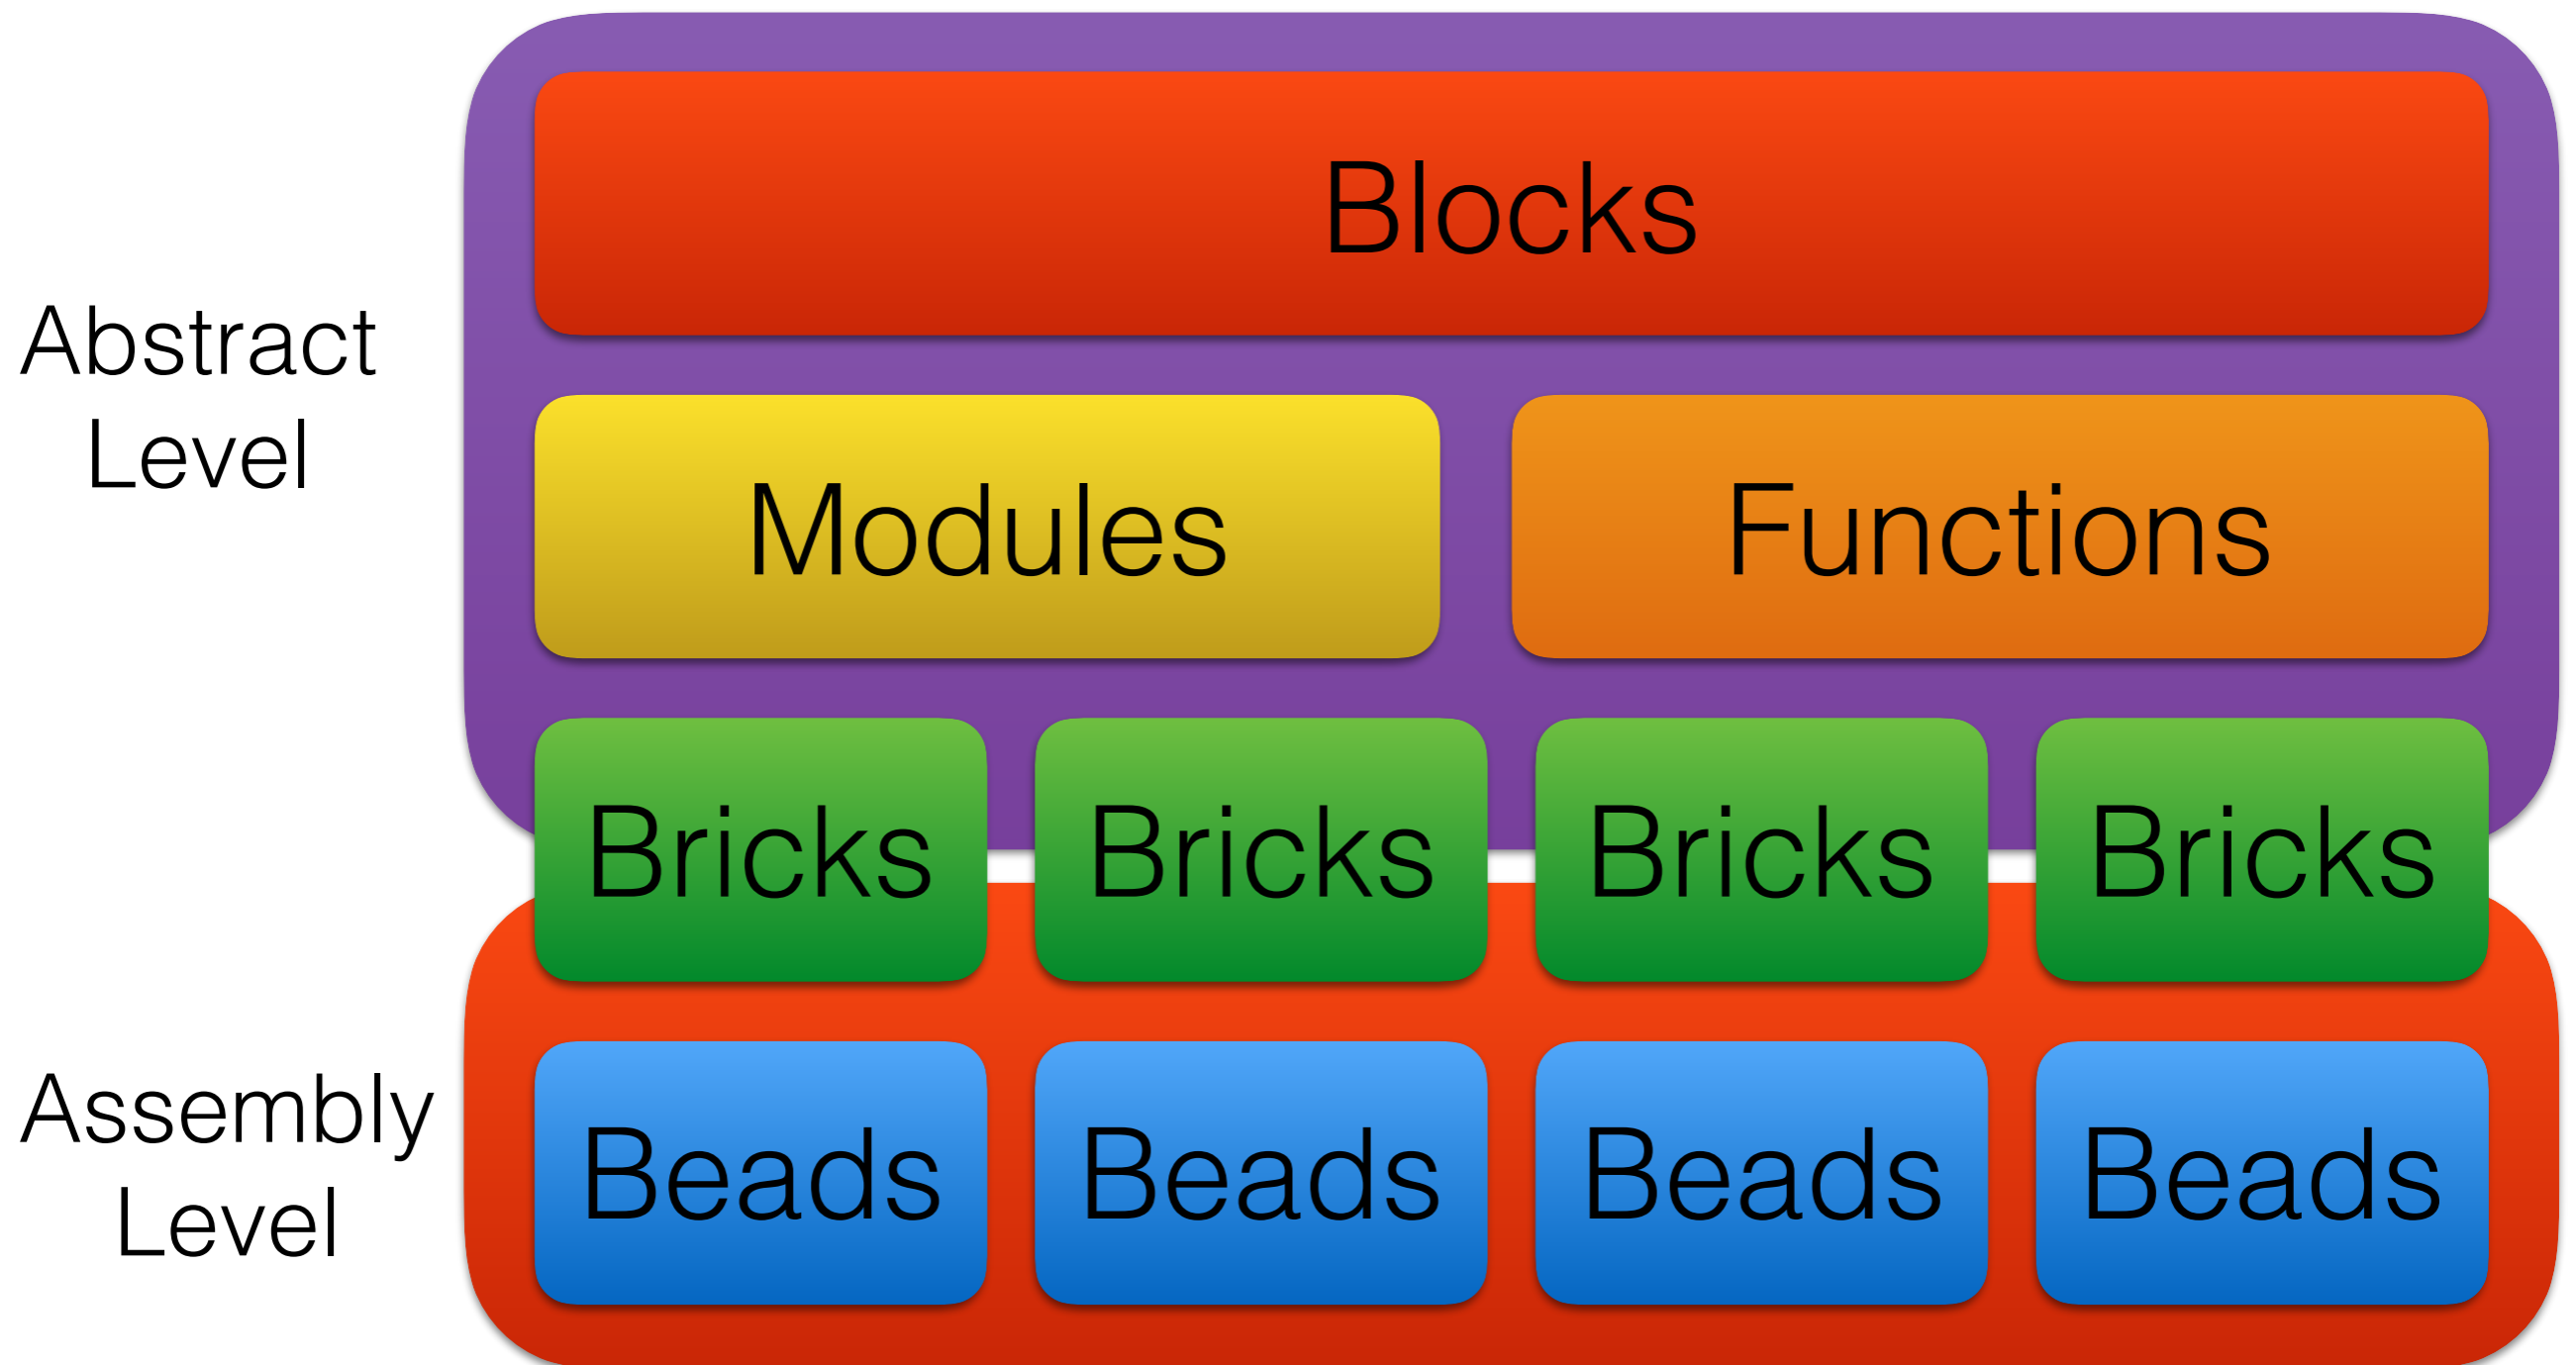 Blocks
Abstract
Level
Modules Functions
Bricks Bricks Bricks Bricks
Assembly
Level
Beads Beads Beads Beads